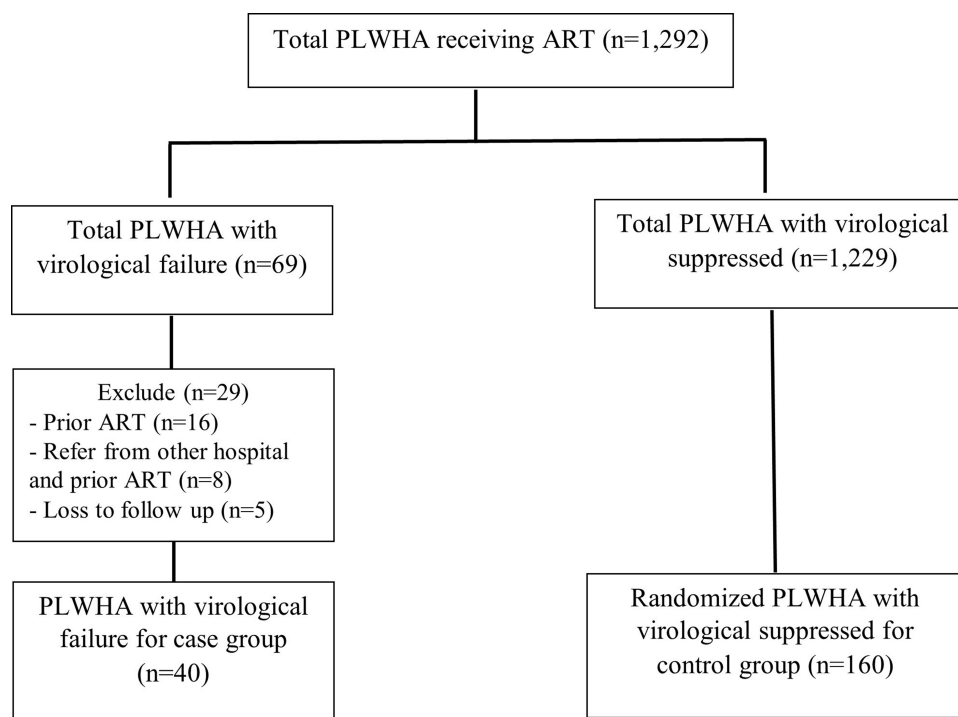 Total PLWHA receiving ART (n=1,292)
Total PLWHA with
virological failure (n=69)
Total PLWHA with virological
suppressed (n=1,229)
Exclude (n=29)
- Prior ART (n=16)
- Refer from other hospital
and prior ART (n=8)
- Loss to follow up (n=5)
PLWHA with virological
failure for case group
(n=40)
Randomized PLWHA with
virological suppressed for
control group (n=160)